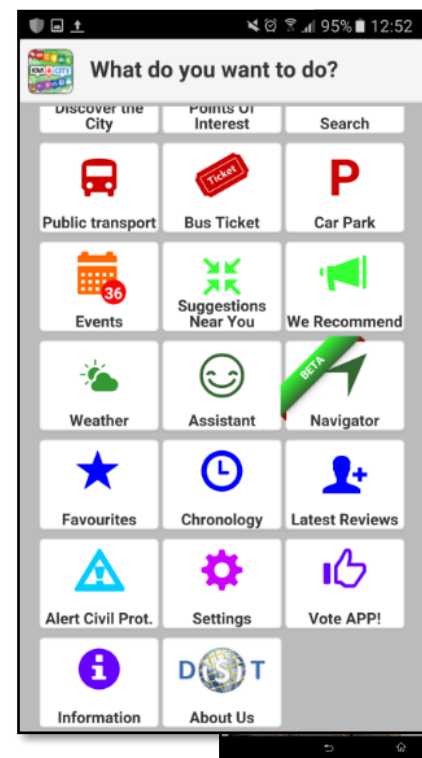 95% 12:52
KM4CITY
What do you want to do?
Discover the Points Of
City Interest Search
Ticket P
Public transport Bus Ticket Car Park
36
Suggestions
Events Near You We Recommend
BETA
Weather Assistant Navigator
Favourites Chronology Latest Reviews
Alert Civil Prot. Settings Vote APP!
DISIT
Information About Us